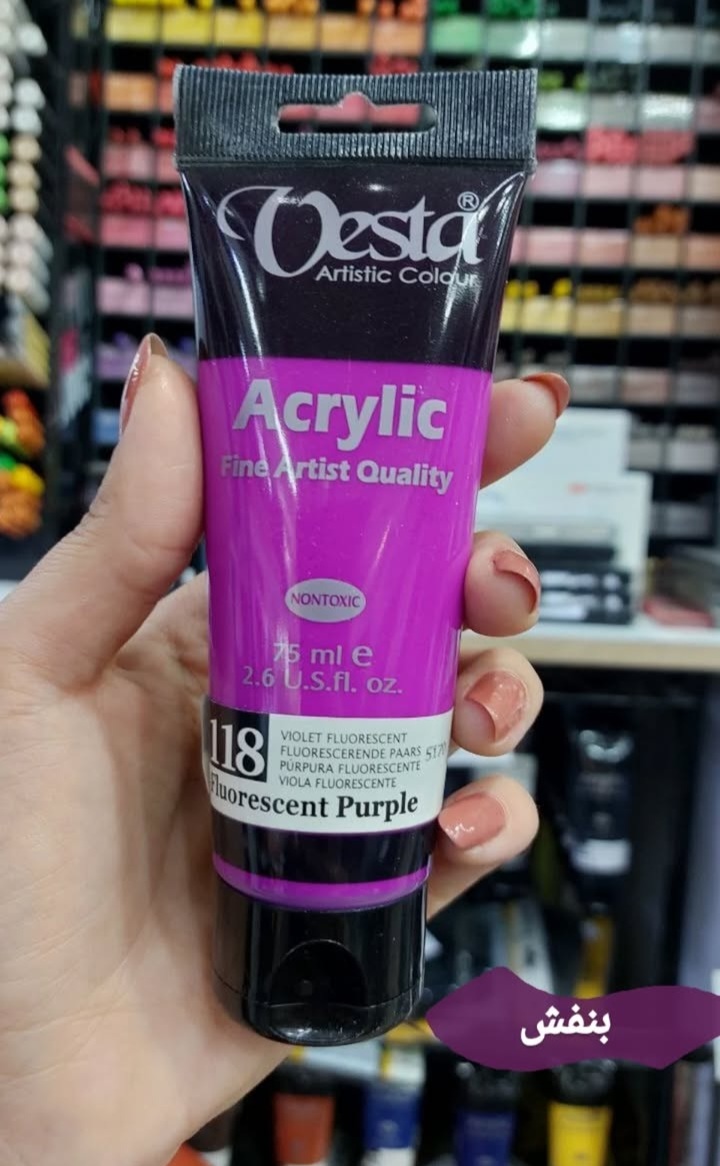 Vesta®
Artistic Colour
Acrylic
Fine Artist Quality
NONTOXIC
75 ml e
2.6 U.S.fl. oz.
118
VIOLET FLUORESCENT
FLUORESCERENDE PAARS
PÚRPURA FLUORESCENTE
VIOLA FLUORESCENTE
Fluorescent Purple
بنفش